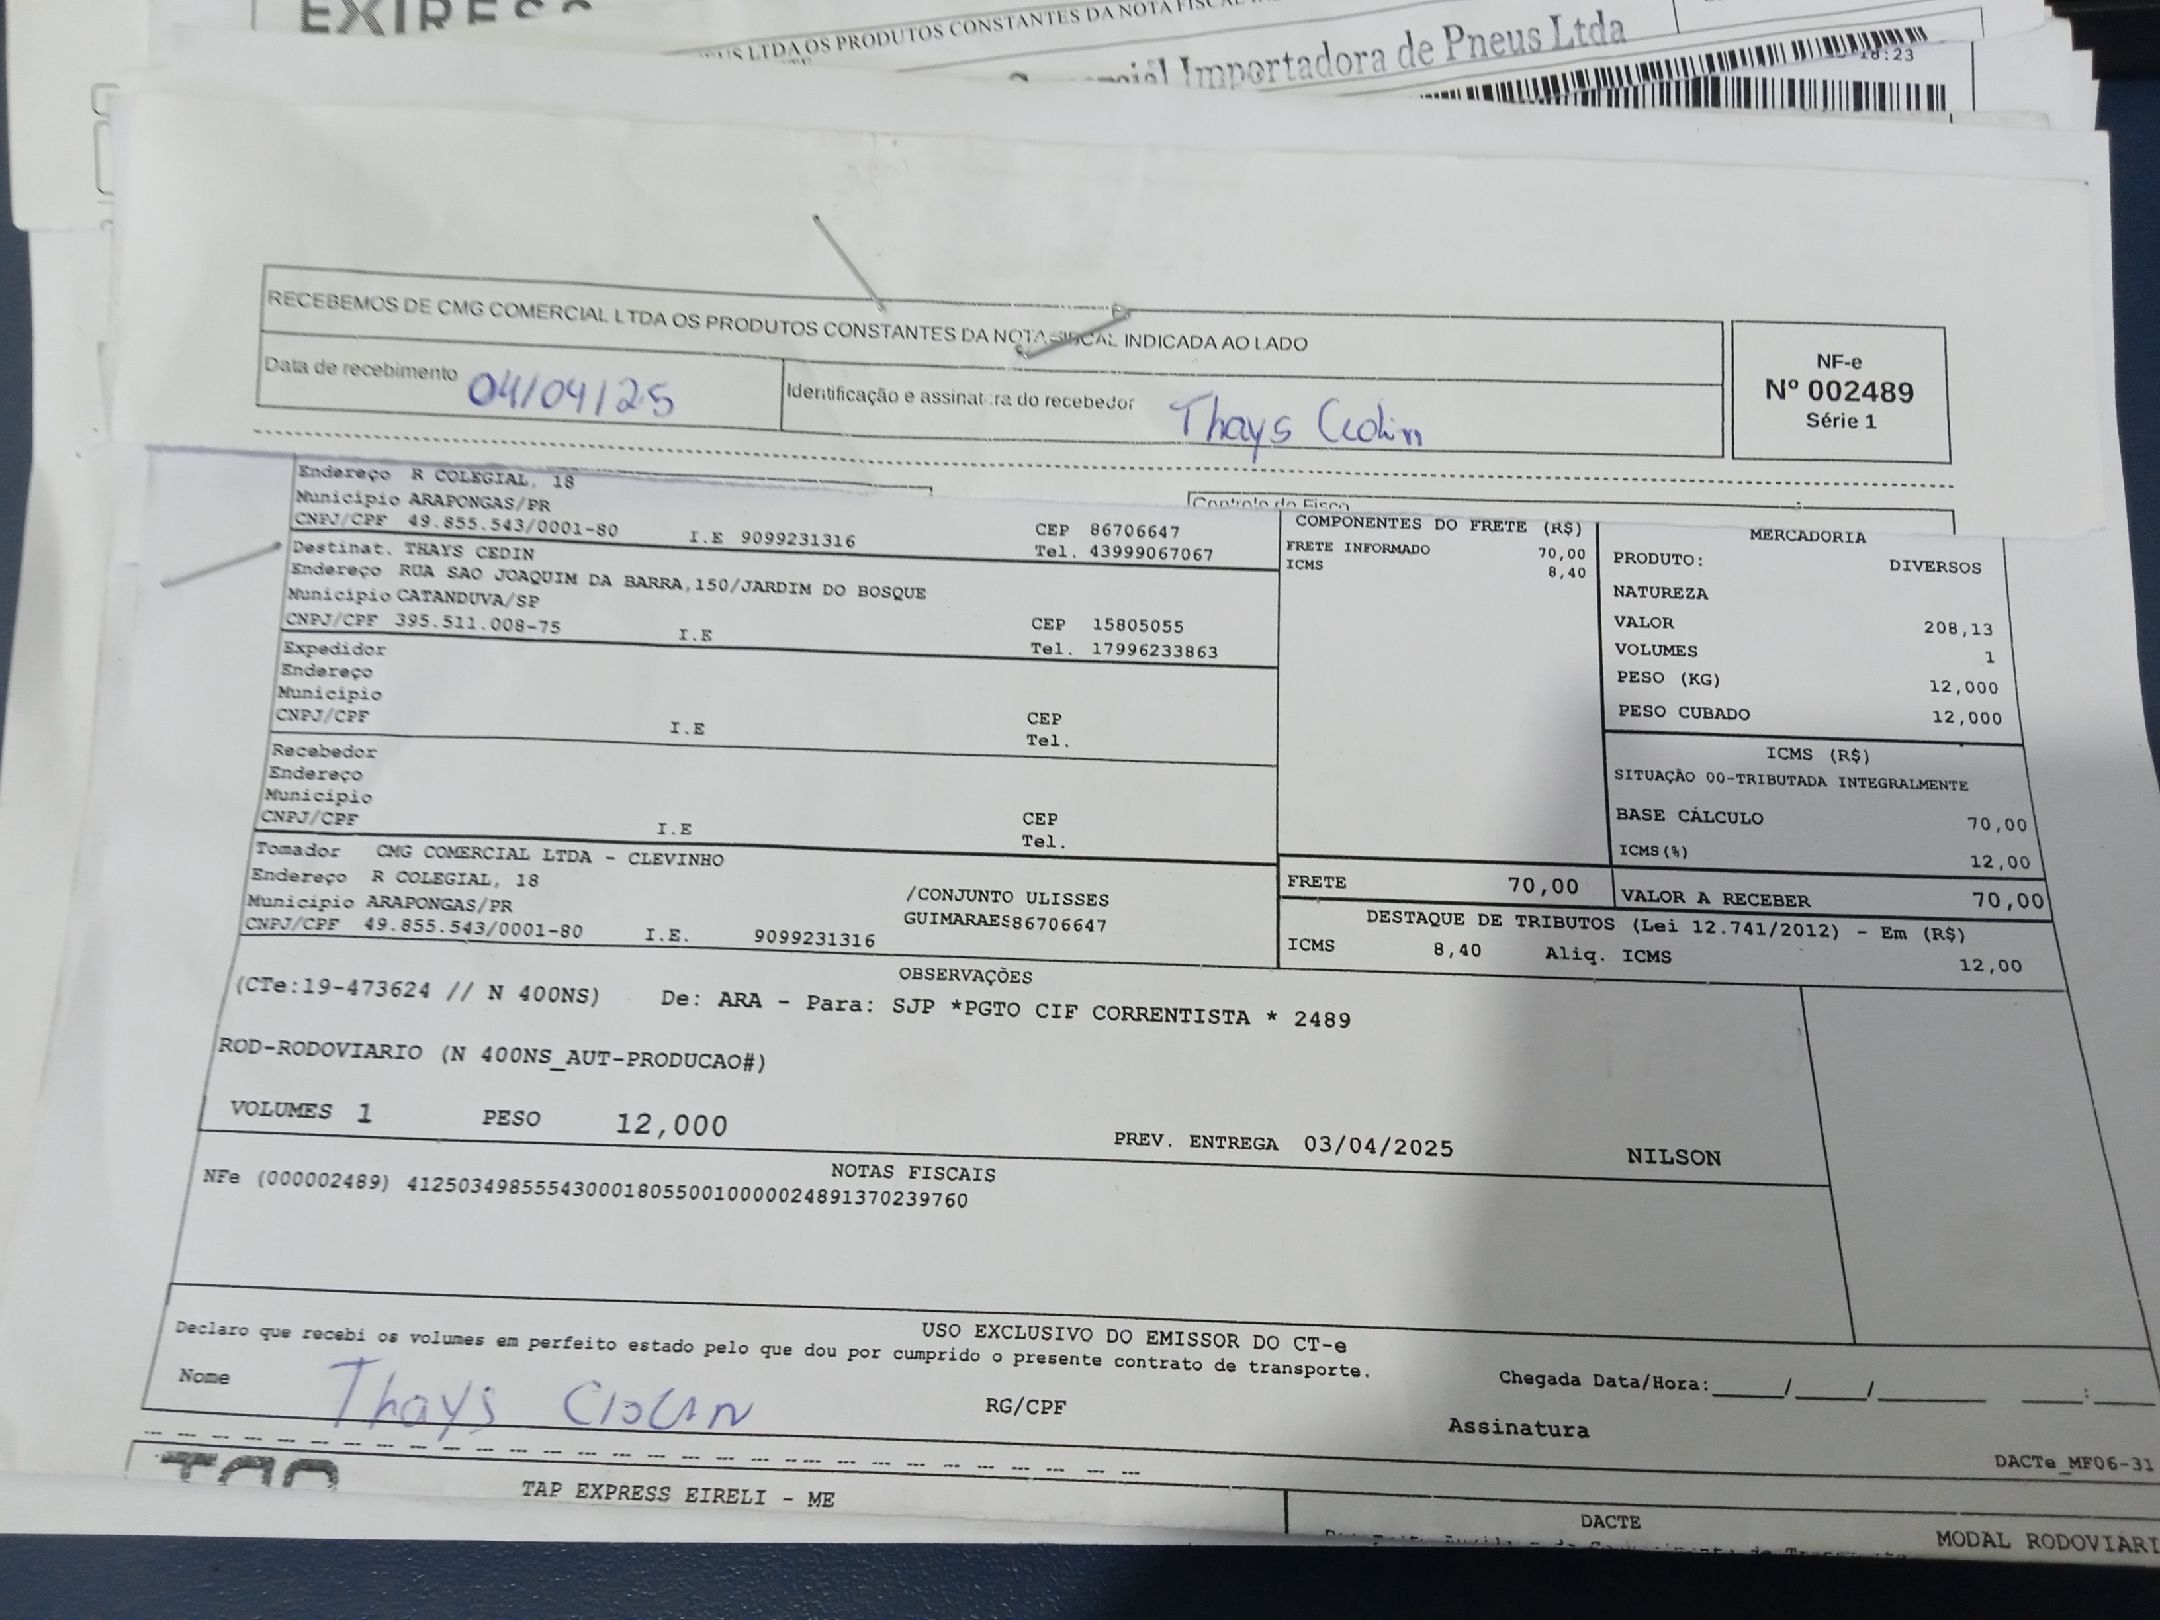 EXPRESS
LTDA OS PRODUTOS CONSTANTES DA NOTA
Importadora de Pneus Ltda
18:23
RECEBEMOS DE CMG COMERCIAL LTDA OS PRODUTOS CONSTANTES DA NOTA FISCAL INDICADA AO LADO
Data de recebimento 04/04/25
Identificação e assinatura do recebedor Thays
NF-e
Nº 002489
Série 1
Controle do Fisco
Endereço R COLEGIAL, 18
Município ARAPONGAS/PR
CNPJ/CPF 49.855.543/0001-80 I.E 9099231316 CEP 86706647
Tel. 43999067067
Destinat. THAYS CEDIN
Endereço RUA SAO JOAQUIM DA BARRA,150/JARDIM DO BOSQUE
Município CATANDUVA/SP
CNPJ/CPF 395.511.008-75 I.E CEP 15805055
Tel. 17996233863
Expedidor
Endereço
Município
CNPJ/CPF I.E CEP
Tel.
Recebedor
Endereço
Município
CNPJ/CPF I.E CEP
Tel.
Tomador CMG COMERCIAL LTDA - CLEVINHO
Endereço R COLEGIAL, 18 /CONJUNTO ULISSES
Município ARAPONGAS/PR GUIMARAES86706647
CNPJ/CPF 49.855.543/0001-80 I.E. 9099231316
COMPONENTES DO FRETE (R$)
FRETE INFORMADO 70,00
ICMS 8,40
MERCADORIA
PRODUTO: DIVERSOS
NATUREZA
VALOR 208,13
VOLUMES 1
PESO (KG) 12,000
PESO CUBADO 12,000
ICMS (R$)
SITUAÇÃO 00-TRIBUTADA INTEGRALMENTE
BASE CÁLCULO 70,00
ICMS(%) 12,00
FRETE 70,00 VALOR A RECEBER 70,00
DESTAQUE DE TRIBUTOS (Lei 12.741/2012) - Em (R$)
ICMS 8,40 Aliq. ICMS 12,00
OBSERVAÇÕES
(CTe:19-473624 // N 400NS) De: ARA - Para: SJP *PGTO CIF CORRENTISTA * 2489
ROD-RODOVIARIO (N 400NS_AUT-PRODUCAO#)
VOLUMES 1 PESO 12,000 PREV. ENTREGA 03/04/2025 NILSON
NOTAS FISCAIS
NFe (000002489) 41250349855543000180550010000024891370239760
USO EXCLUSIVO DO EMISSOR DO CT-e
Declaro que recebi os volumes em perfeito estado pelo que dou por cumprido o presente contrato de transporte.
Nome Thays RG/CPF Chegada Data/Hora:_____/_____/_______ ____:____
Assinatura
DACTe_MF06-31
TAP EXPRESS EIRELI - ME
DACTE
MODAL RODOVIARI